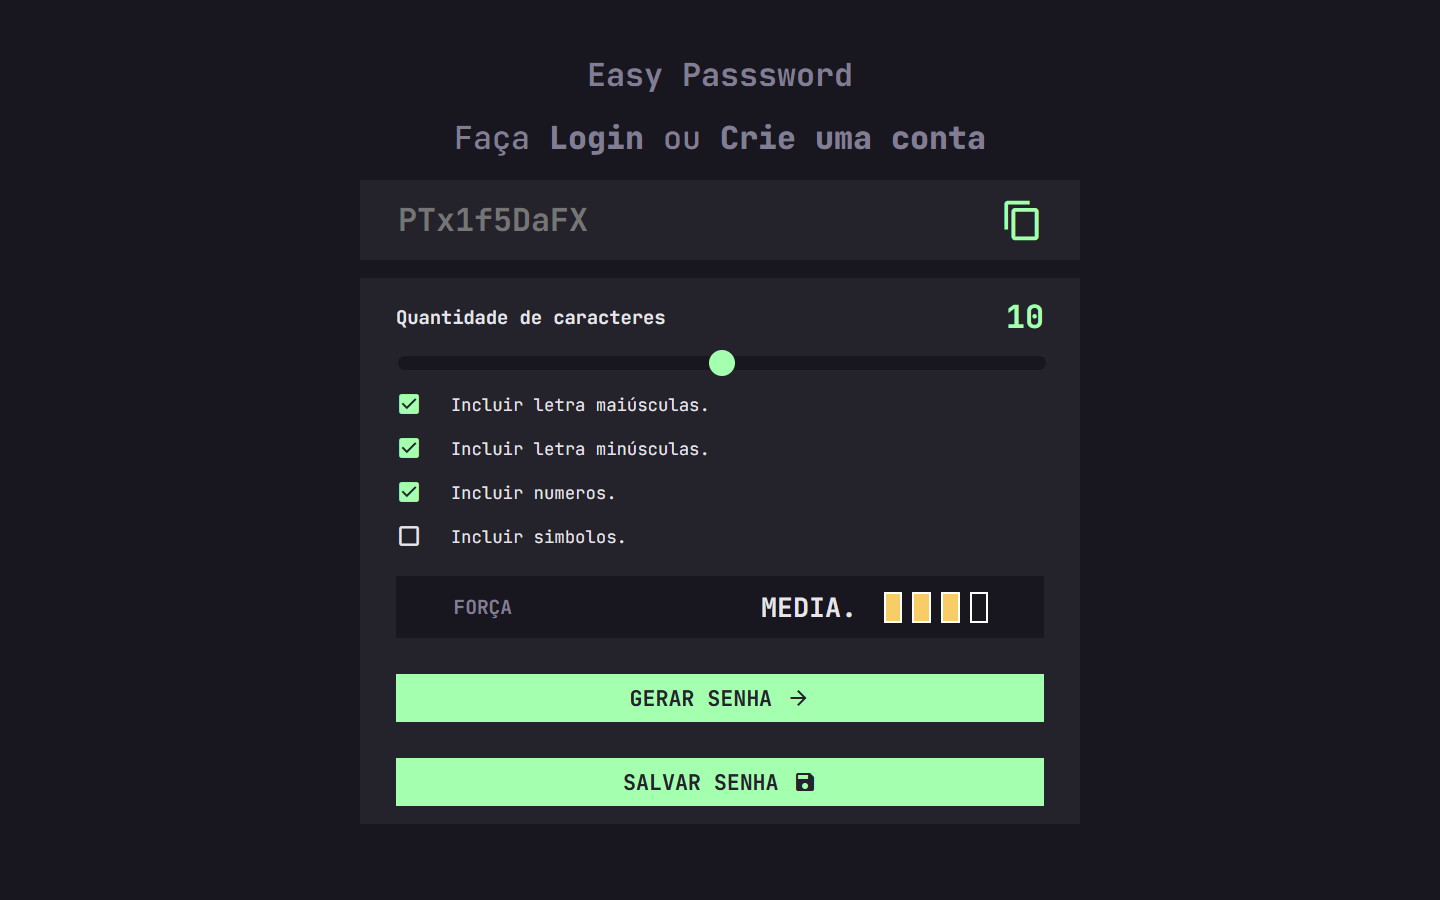 Easy Passsword
Faça Login ou Crie uma conta
PTx1f5DaFX
Quantidade de caracteres 10
Incluir letra maiúsculas.
Incluir letra minúsculas.
Incluir numeros.
Incluir simbolos.
FORÇA MEDIA.
GERAR SENHA
SALVAR SENHA